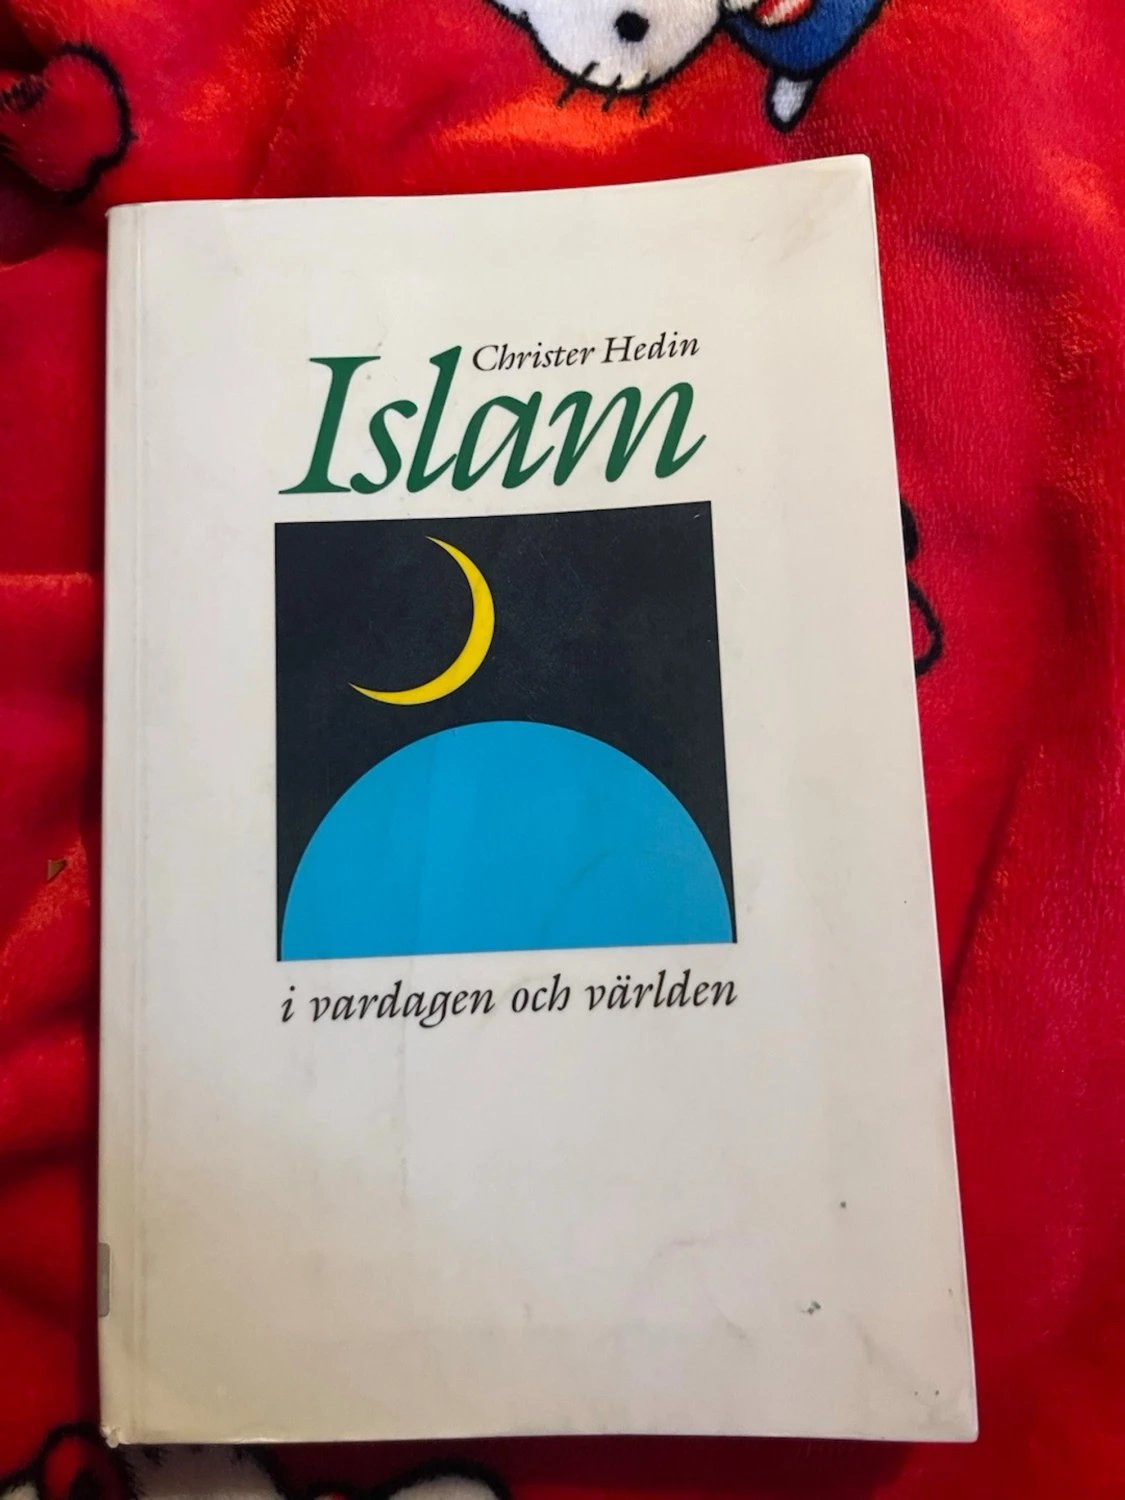 Christer Hedin
Islam
i vardagen och världen